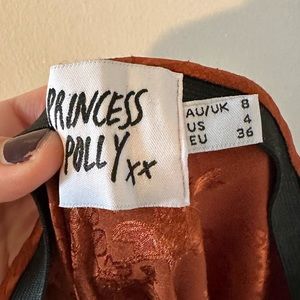 PRINCESS
POLLY xx
AU/UK 8
US 4
EU 36